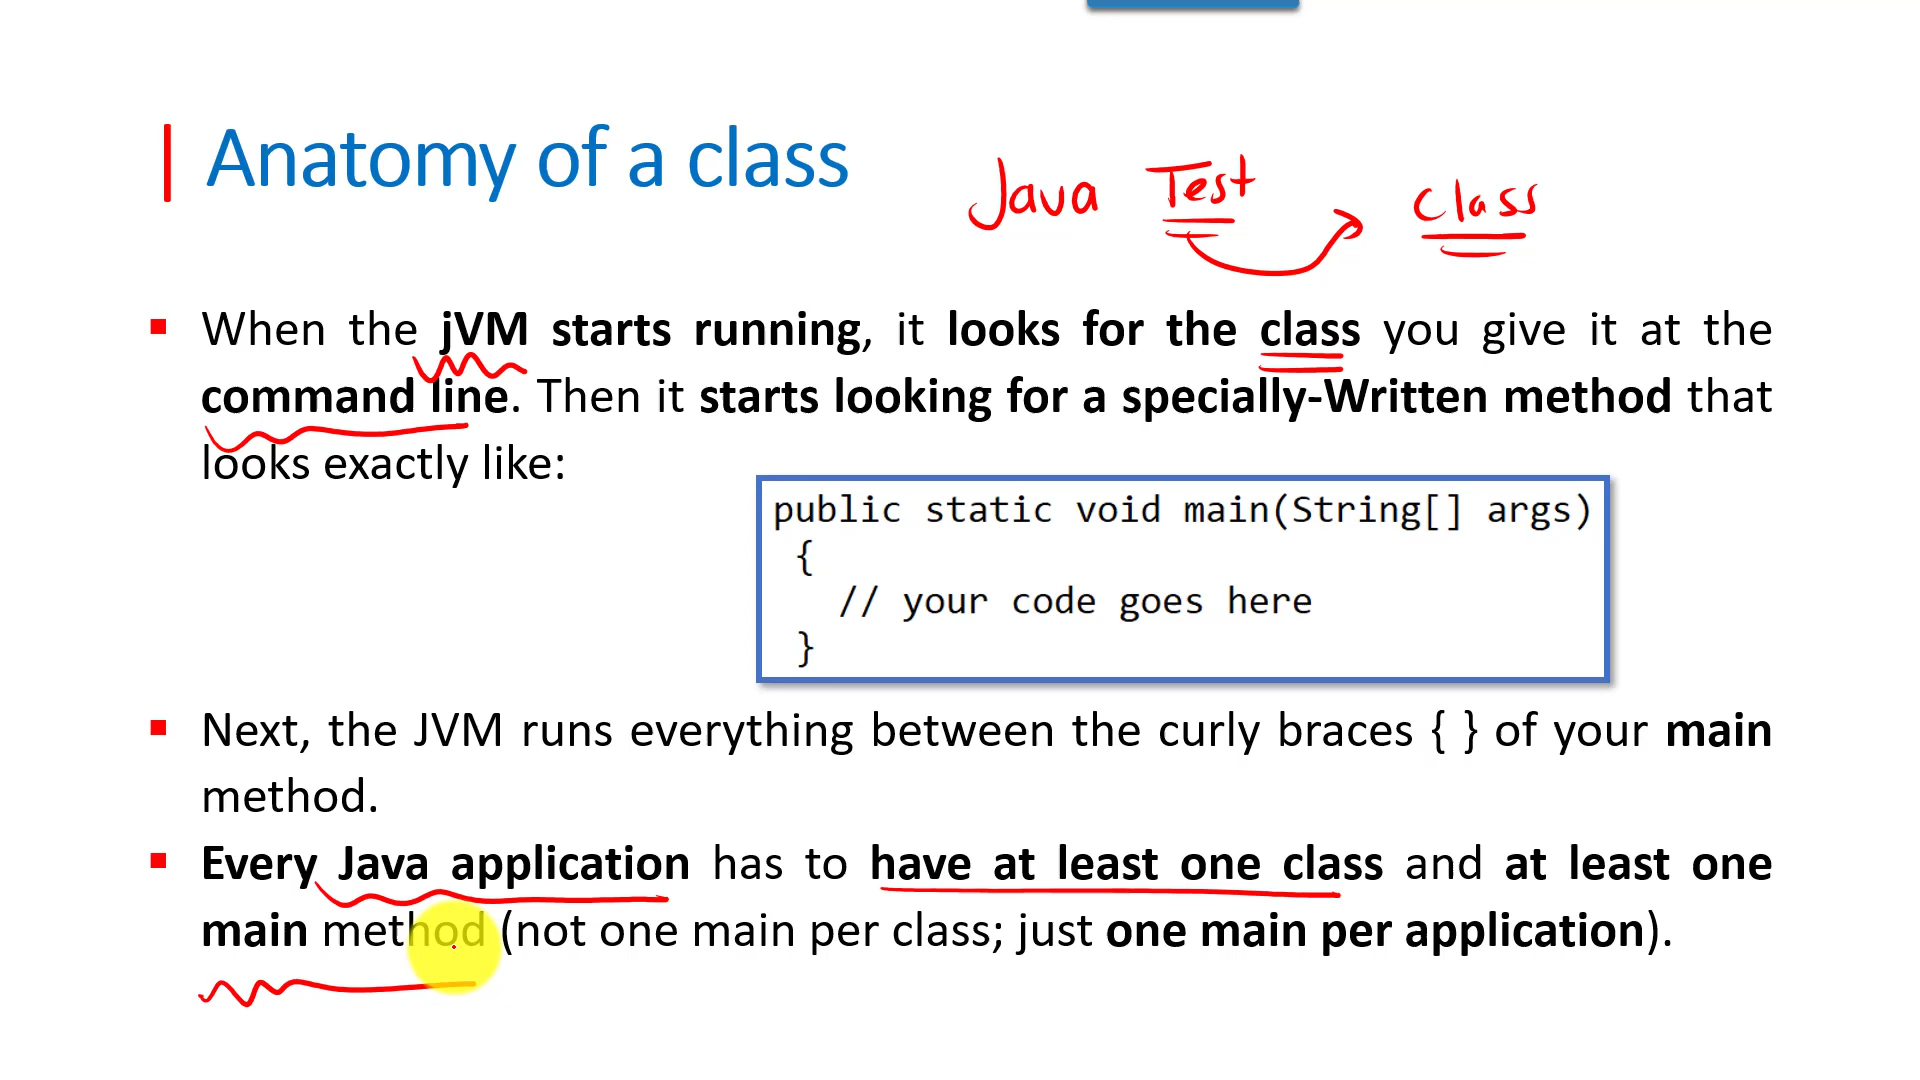 Anatomy of a class
Java Test class
When the jVM starts running, it looks for the class you give it at the
command line. Then it starts looking for a specially-Written method that
looks exactly like:
public static void main(String[] args)
{
// your code goes here
}
Next, the JVM runs everything between the curly braces { } of your main
method.
Every Java application has to have at least one class and at least one
main method (not one main per class; just one main per application).